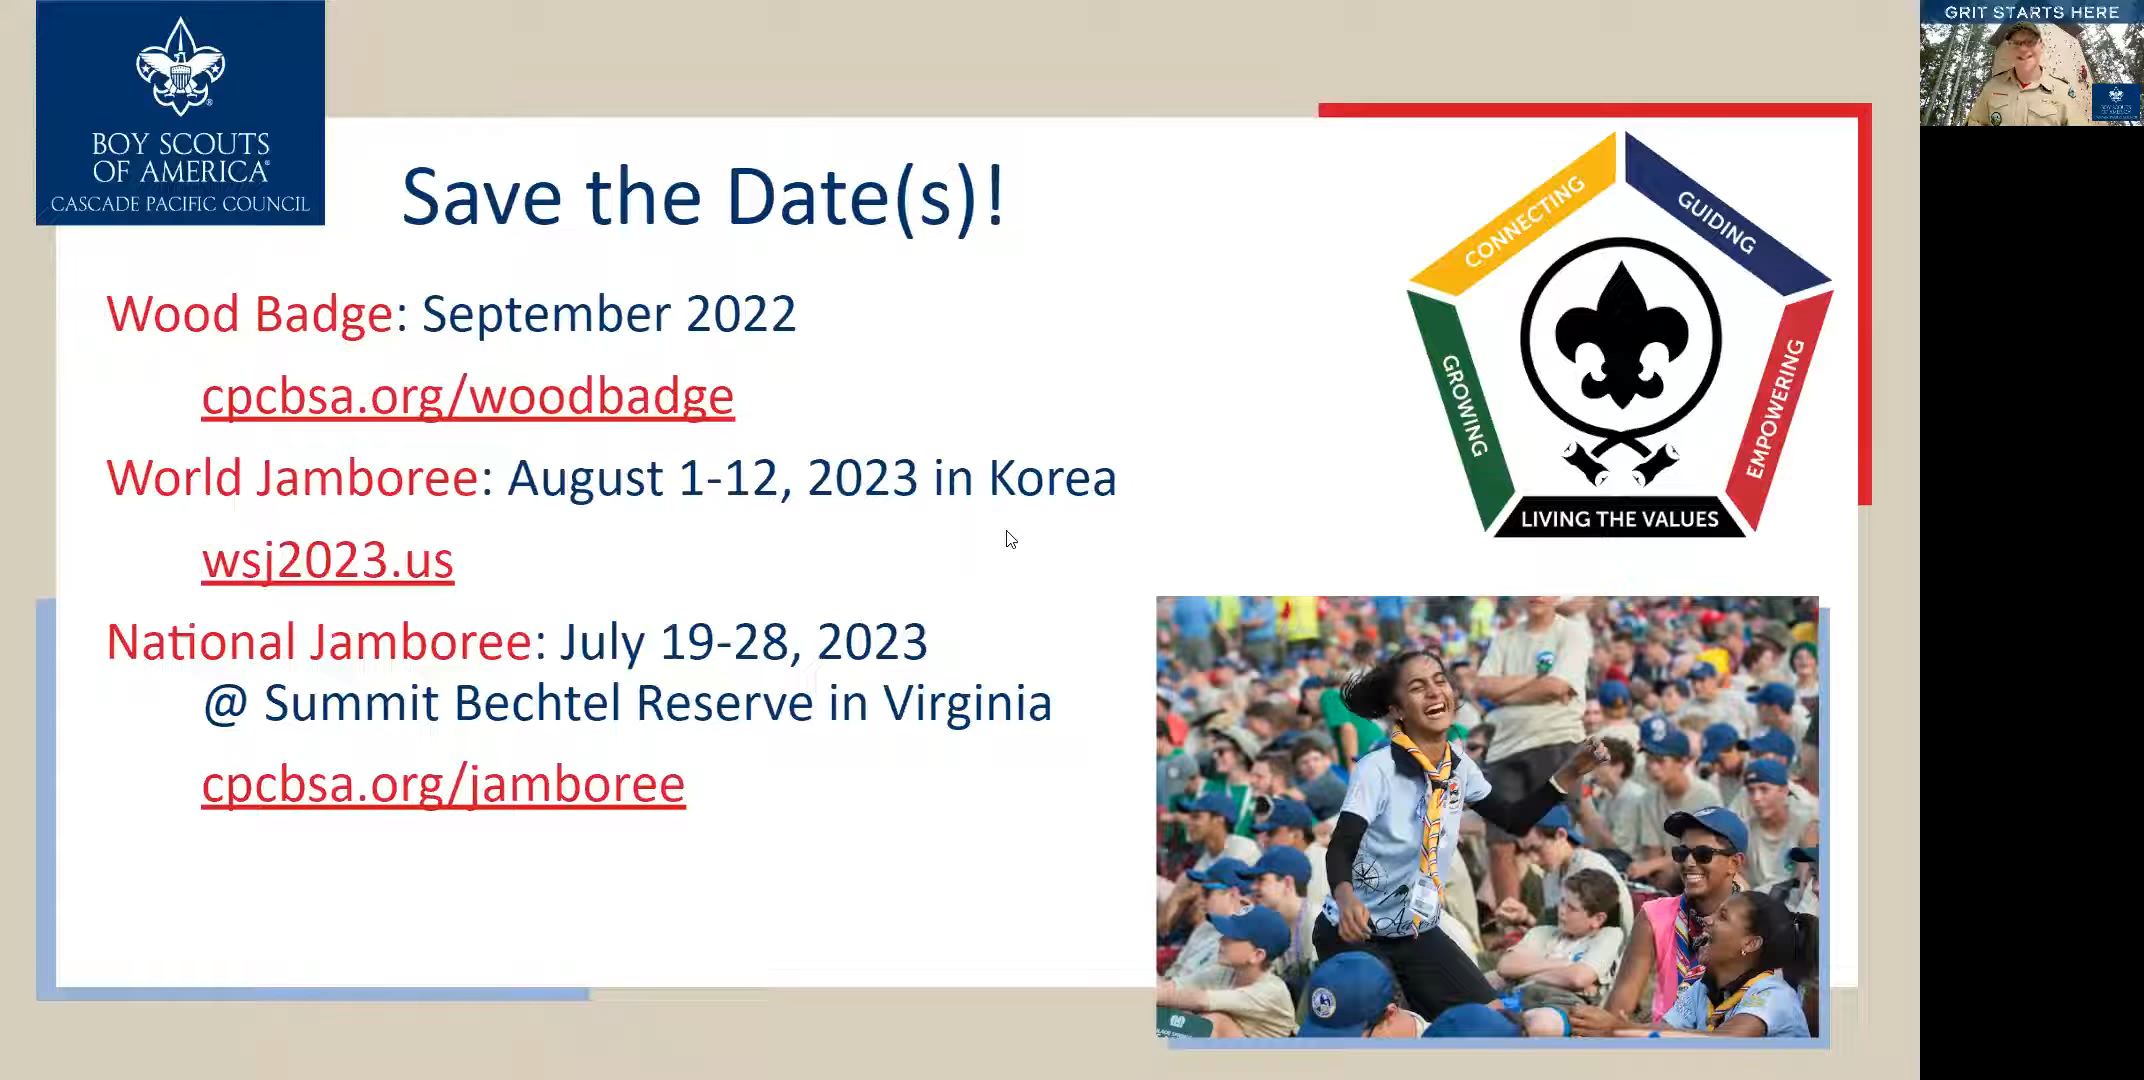 BOY SCOUTS
OF AMERICA®
CASCADE PACIFIC COUNCIL
Save the Date(s)!
Wood Badge: September 2022
cpcbsa.org/woodbadge
World Jamboree: August 1-12, 2023 in Korea
wsj2023.us
National Jamboree: July 19-28, 2023
@ Summit Bechtel Reserve in Virginia
cpcbsa.org/jamboree
CONNECTING
GUIDING
GROWING
EMPOWERING
LIVING THE VALUES
GRIT STARTS HERE